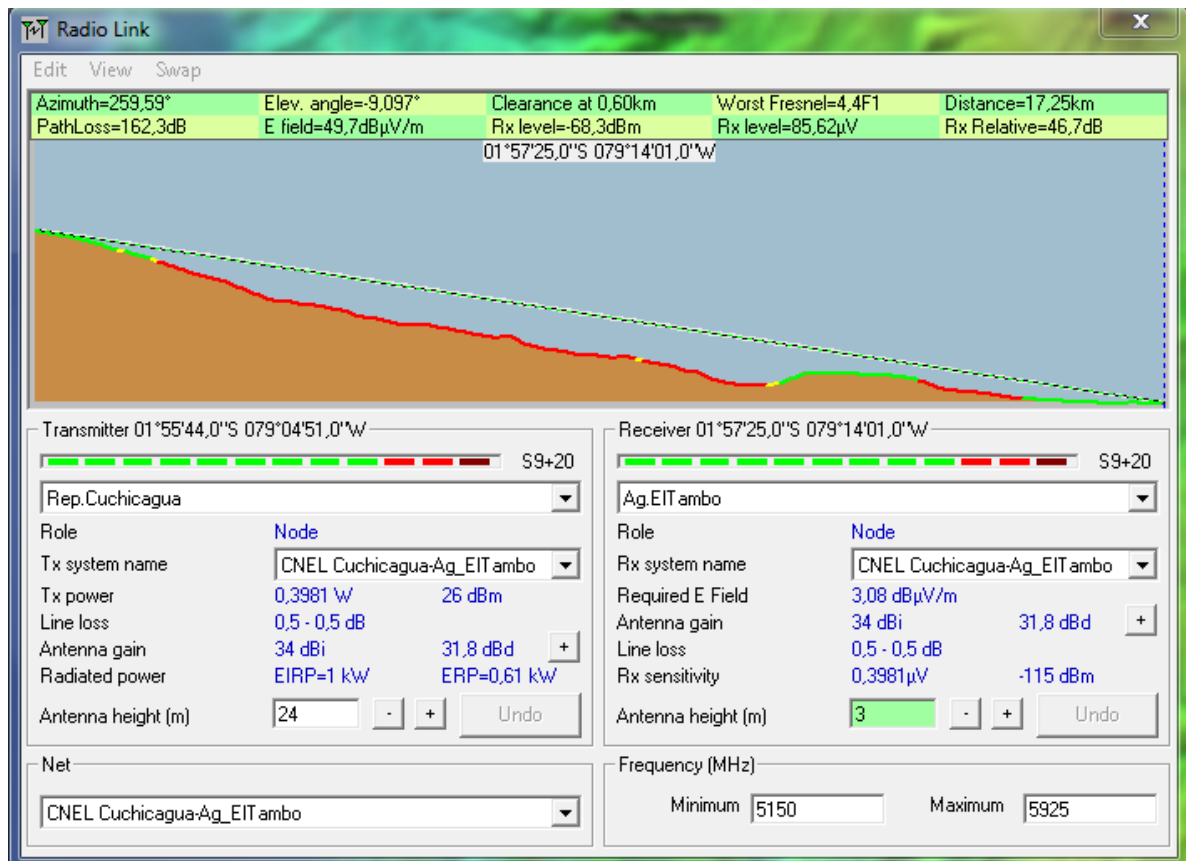 Radio Link
Edit View Swap
Azimuth=259,59° Elev. angle=-9,097° Clearance at 0,60km Worst Fresnel=4,4F1 Distance=17,25km
PathLoss=162,3dB E field=49,7dBµV/m Rx level=-68,3dBm Rx level=85,62µV Rx Relative=46,7dB
01°57'25,0''S 079°14'01,0''W
Transmitter 01°55'44,0''S 079°04'51,0''W
S9+20
Rep.Cuchicagua
Role Node
Tx system name CNEL Cuchicagua-Ag_ElTambo
Tx power 0,3981 W 26 dBm
Line loss 0,5 - 0,5 dB
Antenna gain 34 dBi 31,8 dBd +
Radiated power EIRP=1 kW ERP=0,61 kW
Antenna height (m) 24 - + Undo
Net
CNEL Cuchicagua-Ag_ElTambo
Receiver 01°57'25,0''S 079°14'01,0''W
S9+20
Ag.ElTambo
Role Node
Rx system name CNEL Cuchicagua-Ag_ElTambo
Required E Field 3,08 dBµV/m
Antenna gain 34 dBi 31,8 dBd +
Line loss 0,5 - 0,5 dB
Rx sensitivity 0,3981µV -115 dBm
Antenna height (m) 3 - + Undo
Frequency (MHz)
Minimum 5150 Maximum 5925